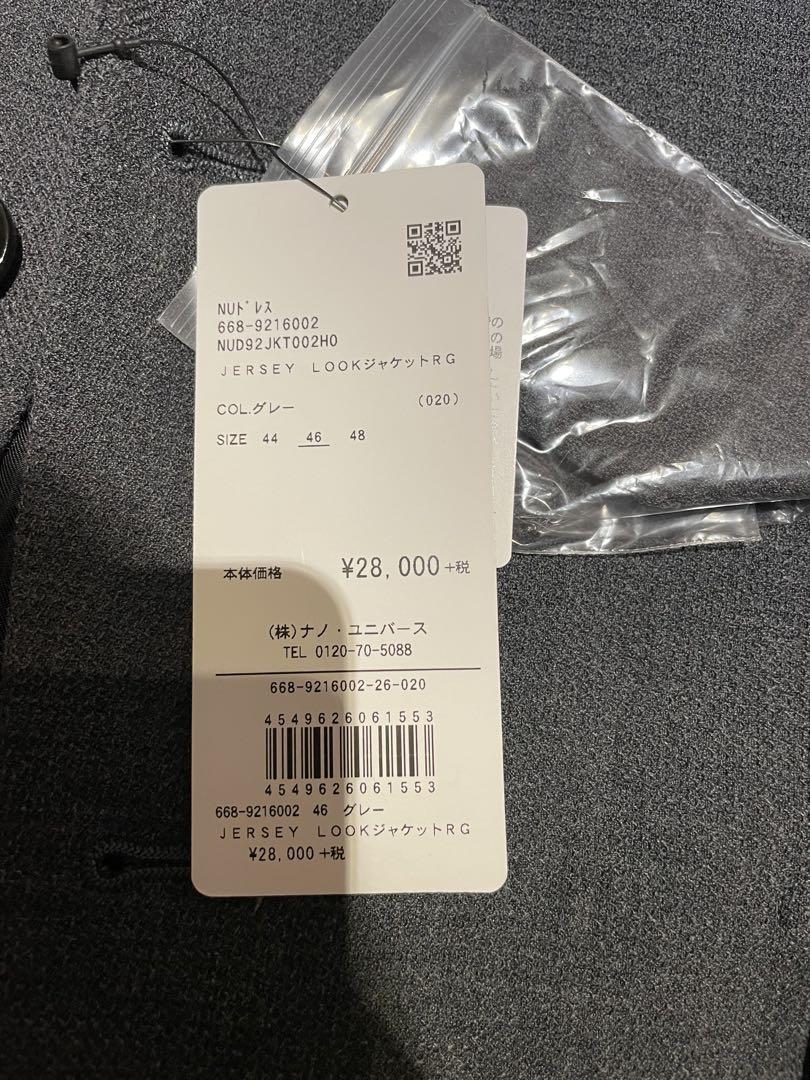 NUﾄﾞﾚｽ
668-9216002
NUD92JKT002H0
JERSEY LOOKジャケットRG
COL.グレー (020)
SIZE 44 46 48
本体価格 ¥28,000+税
(株)ナノ・ユニバース
TEL 0120-70-5088
668-9216002-26-020
4549626061553
4549626061553
668-9216002 46 グレー
JERSEY LOOKジャケットRG
¥28,000+税
の
の
場